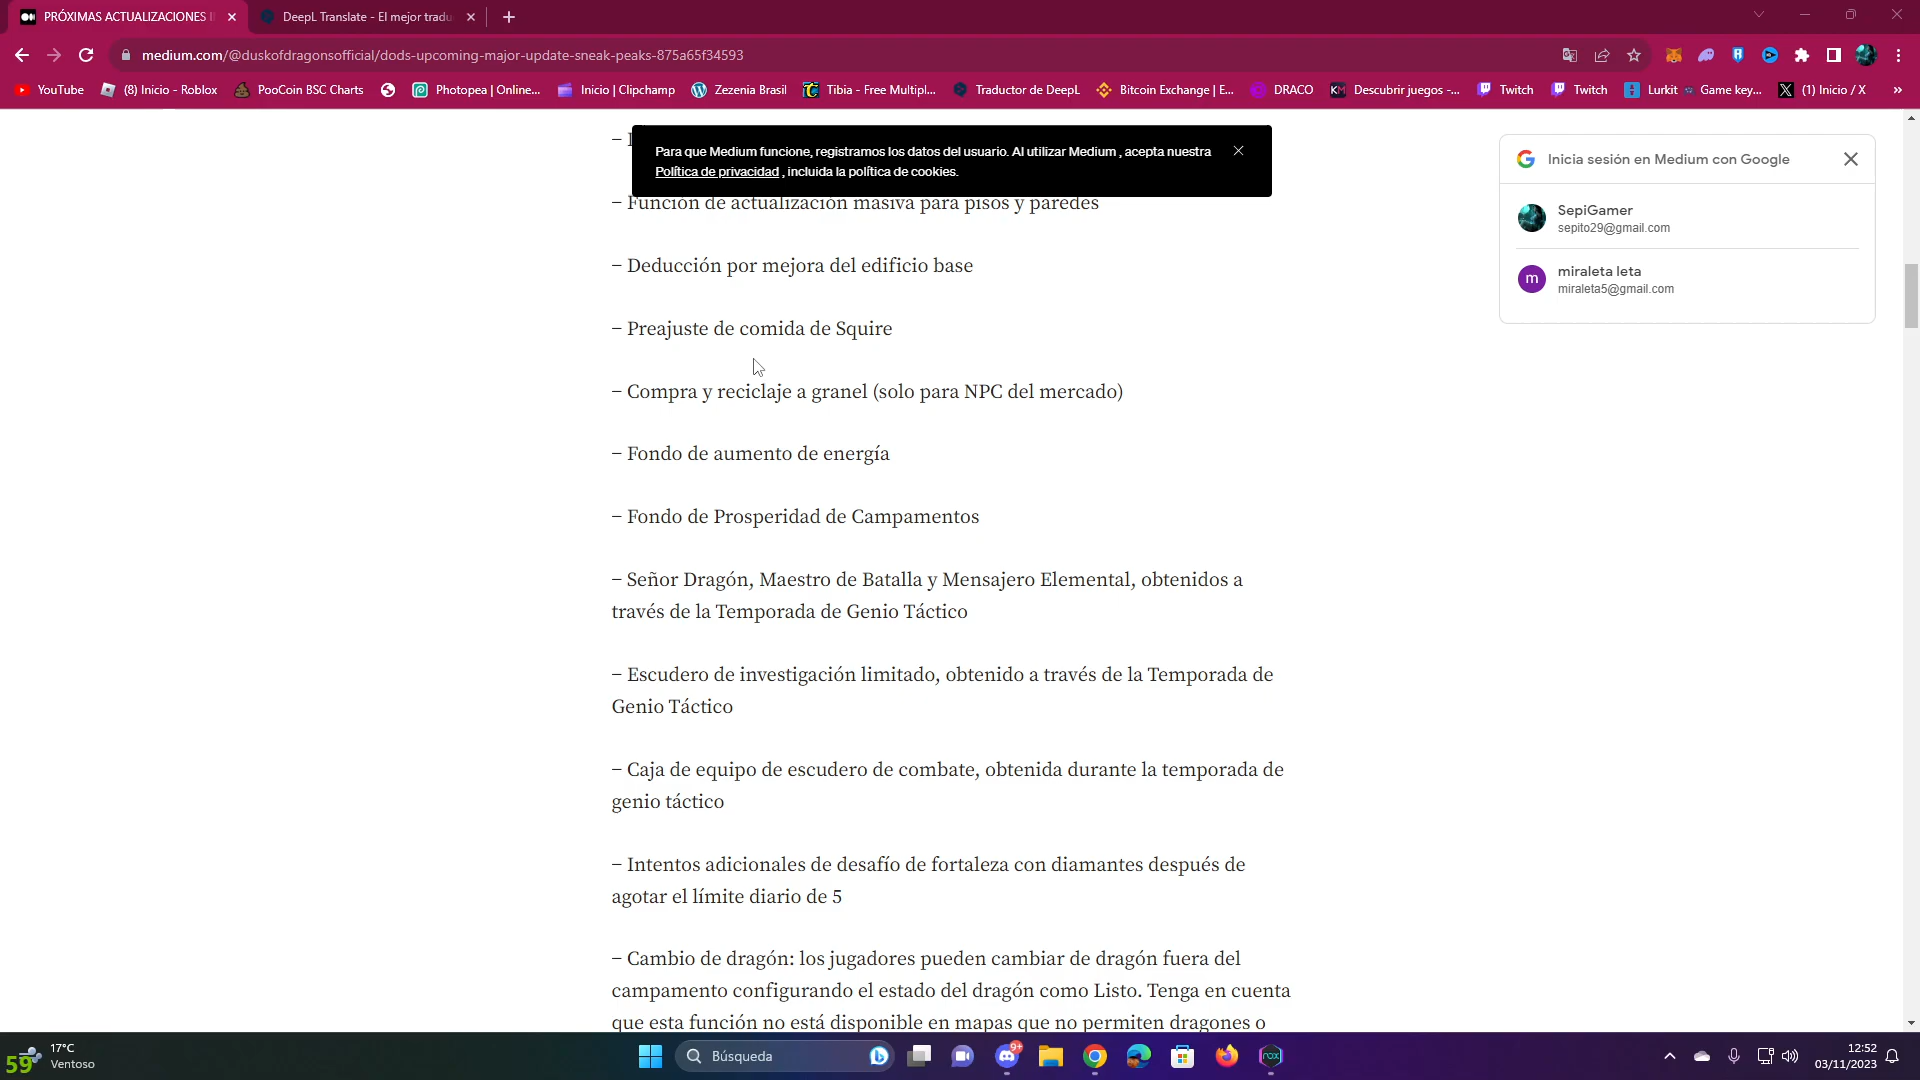 PRÓXIMAS ACTUALIZACIONES
DeepL Translate - El mejor tradu
medium.com/@duskofdragonsofficial/dods-upcoming-major-update-sneak-peaks-875a65f34593
YouTube
(8) Inicio - Roblox
PooCoin BSC Charts
Photopea | Online...
Inicio | Clipchamp
Zezenia Brasil
Tibia - Free Multipl...
Traductor de DeepL
Bitcoin Exchange | E...
DRACO
Descubrir juegos -...
Twitch
Twitch
Lurkit
Game key...
(1) Inicio / X
»
Para que Medium funcione, registramos los datos del usuario. Al utilizar Medium , acepta nuestra
Política de privacidad , incluida la política de cookies.
Inicia sesión en Medium con Google
SepiGamer
sepito29@gmail.com
m
miraleta leta
miraleta5@gmail.com
– Función de actualización masiva para pisos y paredes
– Deducción por mejora del edificio base
– Preajuste de comida de Squire
– Compra y reciclaje a granel (solo para NPC del mercado)
– Fondo de aumento de energía
– Fondo de Prosperidad de Campamentos
– Señor Dragón, Maestro de Batalla y Mensajero Elemental, obtenidos a
través de la Temporada de Genio Táctico
– Escudero de investigación limitado, obtenido a través de la Temporada de
Genio Táctico
– Caja de equipo de escudero de combate, obtenida durante la temporada de
genio táctico
– Intentos adicionales de desafío de fortaleza con diamantes después de
agotar el límite diario de 5
– Cambio de dragón: los jugadores pueden cambiar de dragón fuera del
campamento configurando el estado del dragón como Listo. Tenga en cuenta
que esta función no está disponible en mapas que no permiten dragones o
59
17°C
Ventoso
Búsqueda
9+
nox
12:52
03/11/2023